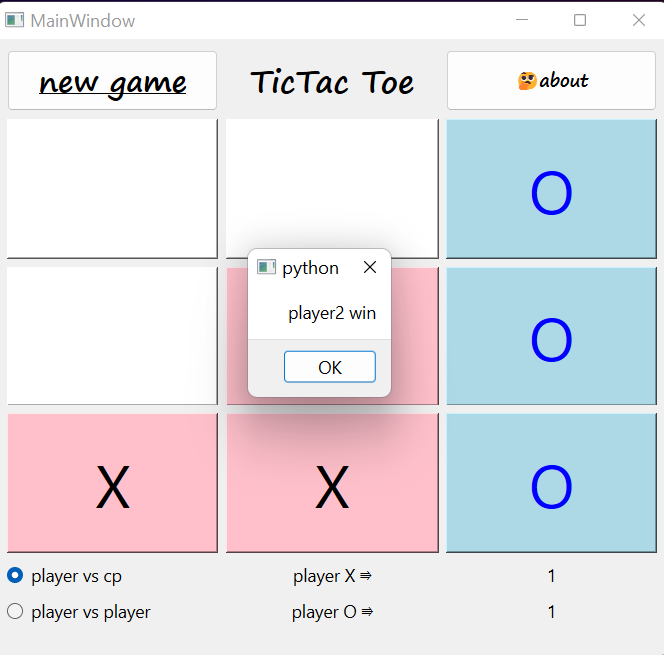 MainWindow
new game
TicTac Toe
🤔about
O
python
player2 win
O
OK
X
X
O
player vs cp
player X ⇛
1
player vs player
player O ⇛
1